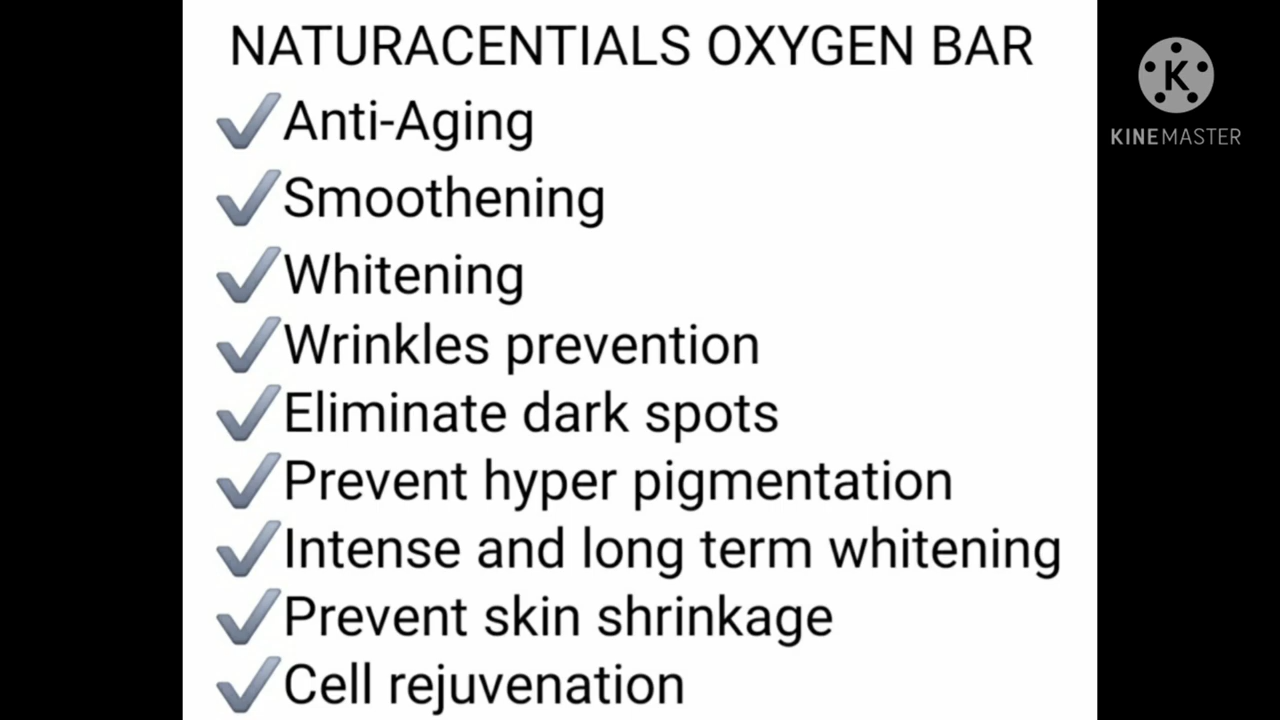 NATURACENTIALS OXYGEN BAR
✔Anti-Aging
✔Smoothening
✔Whitening
✔Wrinkles prevention
✔Eliminate dark spots
✔Prevent hyper pigmentation
✔Intense and long term whitening
✔Prevent skin shrinkage
✔Cell rejuvenation
K
KINEMASTER